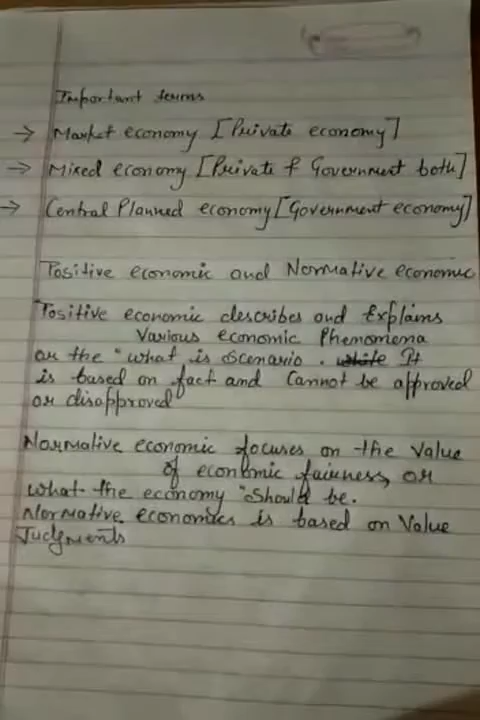 Important terms
→ Market economy [Private economy]
→ Mixed economy [Private & Government both]
→ Central Planned economy [Government economy]
Positive economic and Normative economic
Positive economic describes and Explains
Various economic Phenomena
or the "what is Scenario. while It
is based on fact and Cannot be approved
or disapproved
Normative economic focuses on the Value
of economic fairness, or
what the economy "Should be.
Normative economics is based on Value
Judgments